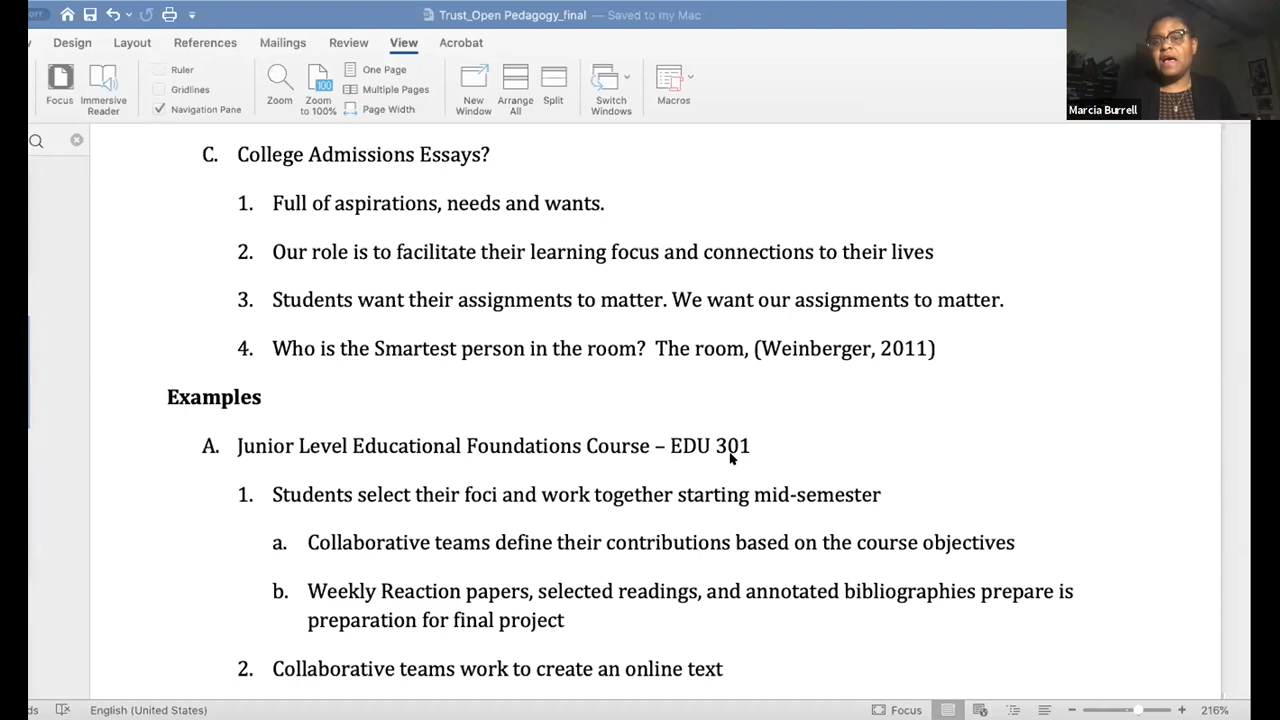 Trust_Open Pedagogy_final — Saved to my Mac
Design Layout References Mailings Review View Acrobat
Ruler
Gridlines
Navigation Pane
One Page
Multiple Pages
Page Width
100
Focus Immersive Reader Zoom Zoom to 100% New Window Arrange All Split Switch Windows Macros
Marcia Burrell
C. College Admissions Essays?
1. Full of aspirations, needs and wants.
2. Our role is to facilitate their learning focus and connections to their lives
3. Students want their assignments to matter. We want our assignments to matter.
4. Who is the Smartest person in the room? The room, (Weinberger, 2011)
Examples
A. Junior Level Educational Foundations Course – EDU 301
1. Students select their foci and work together starting mid-semester
a. Collaborative teams define their contributions based on the course objectives
b. Weekly Reaction papers, selected readings, and annotated bibliographies prepare is
preparation for final project
2. Collaborative teams work to create an online text
English (United States) Focus 216%